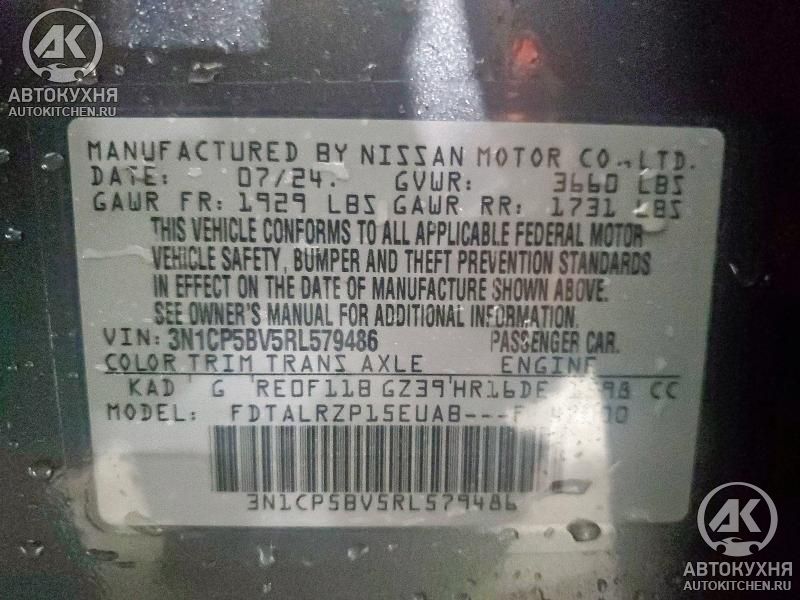 АК
АВТОКУХНЯ
AUTOKITCHEN.RU
MANUFACTURED BY NISSAN MOTOR CO., LTD.
DATE: 07/24. GVWR: 3660 LBS
GAWR FR: 1929 LBS GAWR RR: 1731 LBS
THIS VEHICLE CONFORMS TO ALL APPLICABLE FEDERAL MOTOR
VEHICLE SAFETY, BUMPER AND THEFT PREVENTION STANDARDS
IN EFFECT ON THE DATE OF MANUFACTURE SHOWN ABOVE.
SEE OWNER'S MANUAL FOR ADDITIONAL INFORMATION.
VIN: 3N1CP5BV5RL579486 PASSENGER CAR.
COLOR TRIM TRANS AXLE ENGINE
KAD G RE0F11B GZ39 HR16DE CC
MODEL: FDTALRZP15EUAB---
3N1CP5BV5RL579486
АК
АВТОКУХНЯ
AUTOKITCHEN.RU